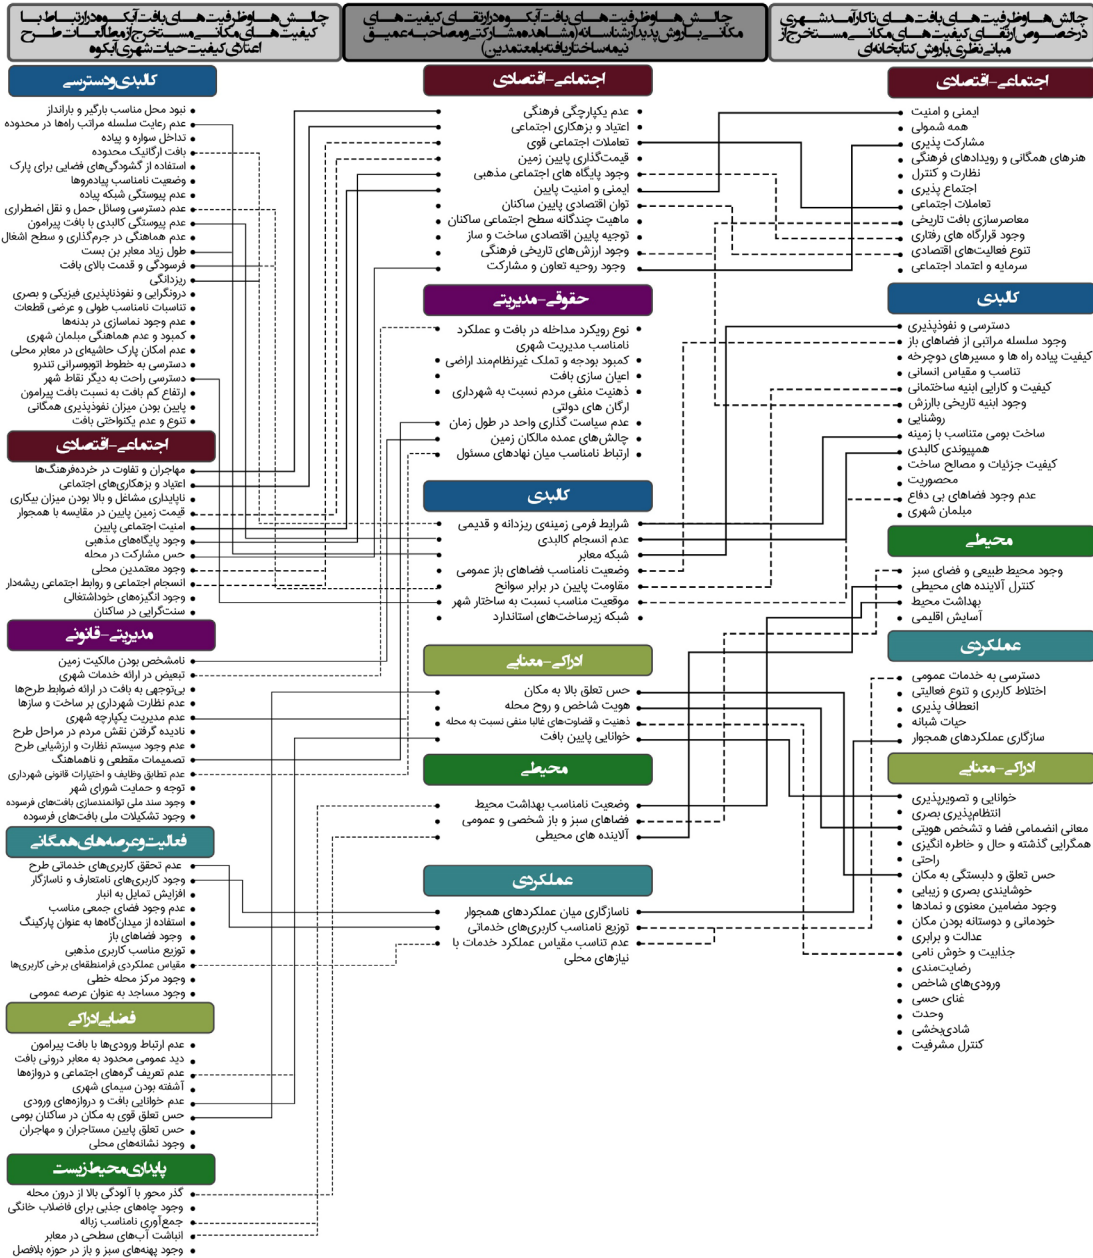 چالش‌ها و ظرفیت‌های بافت‌های ناکارآمد شهری
درخصوص ارتقای کیفیت‌های مکانی مستخرج از
مبانی نظری با روش کتابخانه‌ای
اجتماعی-اقتصادی
ایمنی و امنیت
همه شمولی
مشارکت پذیری
هنرهای همگانی و رویدادهای فرهنگی
نظارت و کنترل
اجتماع پذیری
تعاملات اجتماعی
معاصرسازی بافت تاریخی
وجود قرارگاه های رفتاری
تنوع فعالیت‌های اقتصادی
سرمایه و اعتماد اجتماعی
کالبدی
دسترسی و نفوذپذیری
وجود سلسله مراتبی از فضاهای باز
کیفیت پیاده راه ها و مسیرهای دوچرخه
تناسب و مقیاس انسانی
کیفیت و کارایی ابنیه ساختمانی
وجود ابنیه تاریخی باارزش
روشنایی
ساخت بومی متناسب با زمینه
همپیوندی کالبدی
کیفیت جزئیات و مصالح ساخت
محصوریت
عدم وجود فضاهای بی دفاع
مبلمان شهری
محیطی
وجود محیط طبیعی و فضای سبز
کنترل آلاینده های محیطی
بهداشت محیط
آسایش اقلیمی
عملکردی
دسترسی به خدمات عمومی
اختلاط کاربری و تنوع فعالیتی
انعطاف پذیری
حیات شبانه
سازگاری عملکردهای همجوار
ادراکی-معنایی
خوانایی و تصویرپذیری
انتظام‌پذیری بصری
معانی انضمامی فضا و تشخص هویتی
همگرایی گذشته و حال و خاطره انگیزی
راحتی
حس تعلق و دلبستگی به مکان
خوشایندی بصری و زیبایی
وجود مضامین معنوی و نمادها
خودمانی و دوستانه بودن مکان
عدالت و برابری
جذابیت و خوش نامی
رضایت‌مندی
ورودی‌های شاخص
غنای حسی
وحدت
شادی‌بخشی
کنترل مشرفیت
چالش‌ها و ظرفیت‌های بافت آبکوه در ارتقای کیفیت‌های
مکانی با روش پدیدارشناسانه (مشاهده مشارکتی و مصاحبه عمیق
نیمه ساختاریافته با معتمدین)
اجتماعی-اقتصادی
عدم یکپارچگی فرهنگی
اعتیاد و بزهکاری اجتماعی
تعاملات اجتماعی قوی
قیمت‌گذاری پایین زمین
وجود پایگاه های اجتماعی مذهبی
ایمنی و امنیت پایین
توان اقتصادی پایین ساکنان
ماهیت چندگانه سطح اجتماعی ساکنان
توجیه پایین اقتصادی ساخت و ساز
وجود ارزش‌های تاریخی فرهنگی
وجود روحیه تعاون و مشارکت
حقوقی-مدیریتی
نوع رویکرد مداخله در بافت و عملکرد
نامناسب مدیریت شهری
کمبود بودجه و تملک غیرنظام‌مند اراضی
اعیان سازی بافت
ذهنیت منفی مردم نسبت به شهرداری
ارگان های دولتی
عدم سیاست گذاری واحد در طول زمان
چالش‌های عمده مالکان زمین
ارتباط نامناسب میان نهادهای مسئول
کالبدی
شرایط فرمی زمینه‌ی ریزدانه و قدیمی
عدم انسجام کالبدی
شبکه معابر
وضعیت نامناسب فضاهای باز عمومی
مقاومت پایین در برابر سوانح
موقعیت مناسب نسبت به ساختار شهر
شبکه زیرساخت‌های استاندارد
ادراکی-معنایی
حس تعلق بالا به مکان
هویت شاخص و روح محله
ذهنیت و قضاوت‌های غالبا منفی نسبت به محله
خوانایی پایین بافت
محیطی
وضعیت نامناسب بهداشت محیط
فضاهای سبز و باز شخصی و عمومی
آلاینده های محیطی
عملکردی
ناسازگاری میان عملکردهای همجوار
توزیع نامناسب کاربری‌های خدماتی
عدم تناسب مقیاس عملکرد خدمات با
نیازهای محلی
چالش‌ها و ظرفیت‌های بافت آبکوه در ارتباط با
کیفیت‌های مکانی مستخرج از مطالعات طرح
اعتلای کیفیت حیات شهری آبکوه
کالبدی و دسترسی
نبود محل مناسب بارگیر و بارانداز
عدم رعایت سلسله مراتب راه‌ها در محدوده
تداخل سواره و پیاده
بافت ارگانیک محدوده
استفاده از گشودگی‌های فضایی برای پارک
وضعیت نامناسب پیاده‌روها
عدم پیوستگی شبکه پیاده
عدم دسترسی وسائل حمل و نقل اضطراری
عدم پیوستگی کالبدی با بافت پیرامون
عدم هماهنگی در جرم‌گذاری و سطح اشغال
طول زیاد معابر بن بست
فرسودگی و قدمت بالای بافت
ریزدانگی
درونگرایی و نفوذناپذیری فیزیکی و بصری
تناسبات نامناسب طولی و عرضی قطعات
عدم وجود نماسازی در بدنه‌ها
کمبود و عدم هماهنگی مبلمان شهری
عدم امکان پارک حاشیه‌ای در معابر محلی
دسترسی به خطوط اتوبوسرانی تندرو
دسترسی راحت به دیگر نقاط شهر
ارتفاع کم بافت به نسبت بافت پیرامون
پایین بودن میزان نفوذپذیری همگانی
تنوع و عدم یکنواختی بافت
اجتماعی-اقتصادی
مهاجران و تفاوت در خرده‌فرهنگ‌ها
اعتیاد و بزهکاری‌های اجتماعی
ناپایداری مشاغل و بالا بودن میزان بیکاری
قیمت زمین پایین در مقایسه با همجوار
امنیت اجتماعی پایین
وجود پایگاه‌های مذهبی
حس مشارکت در محله
وجود معتمدین محلی
انسجام اجتماعی و روابط اجتماعی ریشه‌دار
وجود انگیزه‌های خوداشتغالی
سنت‌گرایی در ساکنان
مدیریتی-قانونی
نامشخص بودن مالکیت زمین
تبعیض در ارائه خدمات شهری
بی‌توجهی به بافت در ارائه ضوابط طرح‌ها
عدم نظارت شهرداری بر ساخت و سازها
عدم مدیریت یکپارچه شهری
نادیده گرفتن نقش مردم در مراحل طرح
عدم وجود سیستم نظارت و ارزشیابی طرح
تصمیمات مقطعی و ناهماهنگ
عدم تطابق وظایف و اختیارات قانونی شهرداری
توجه و حمایت شورای شهر
وجود سند ملی توانمندسازی بافت‌های فرسوده
وجود تشکیلات ملی بافت‌های فرسوده
فعالیت و عرصه‌های همگانی
عدم تحقق کاربری‌های خدماتی طرح
وجود کاربری‌های نامتعارف و ناسازگار
افزایش تمایل به انبار
عدم وجود فضای جمعی مناسب
استفاده از میدان‌گاه‌ها به عنوان پارکینگ
وجود فضاهای باز
توزیع مناسب کاربری مذهبی
مقیاس عملکردی فرامنطقه‌ای برخی کاربری‌ها
وجود مرکز محله خطی
وجود مساجد به عنوان عرصه عمومی
فضایی ادراکی
عدم ارتباط ورودی‌ها با بافت پیرامون
دید عمومی محدود به معابر درونی بافت
عدم تعریف گره‌های اجتماعی و دروازه‌ها
آشفته بودن سیمای شهری
عدم خوانایی بافت و دروازه‌های ورودی
حس تعلق قوی به مکان در ساکنان بومی
حس تعلق پایین مستاجران و مهاجران
وجود نشانه‌های محلی
پایداری محیط زیست
گذر محور با آلودگی بالا از درون محله
وجود چاه‌های جذبی برای فاضلاب خانگی
جمع‌آوری نامناسب زباله
انباشت آب‌های سطحی در معابر
وجود پهنه‌های سبز و باز در حوزه بلافصل